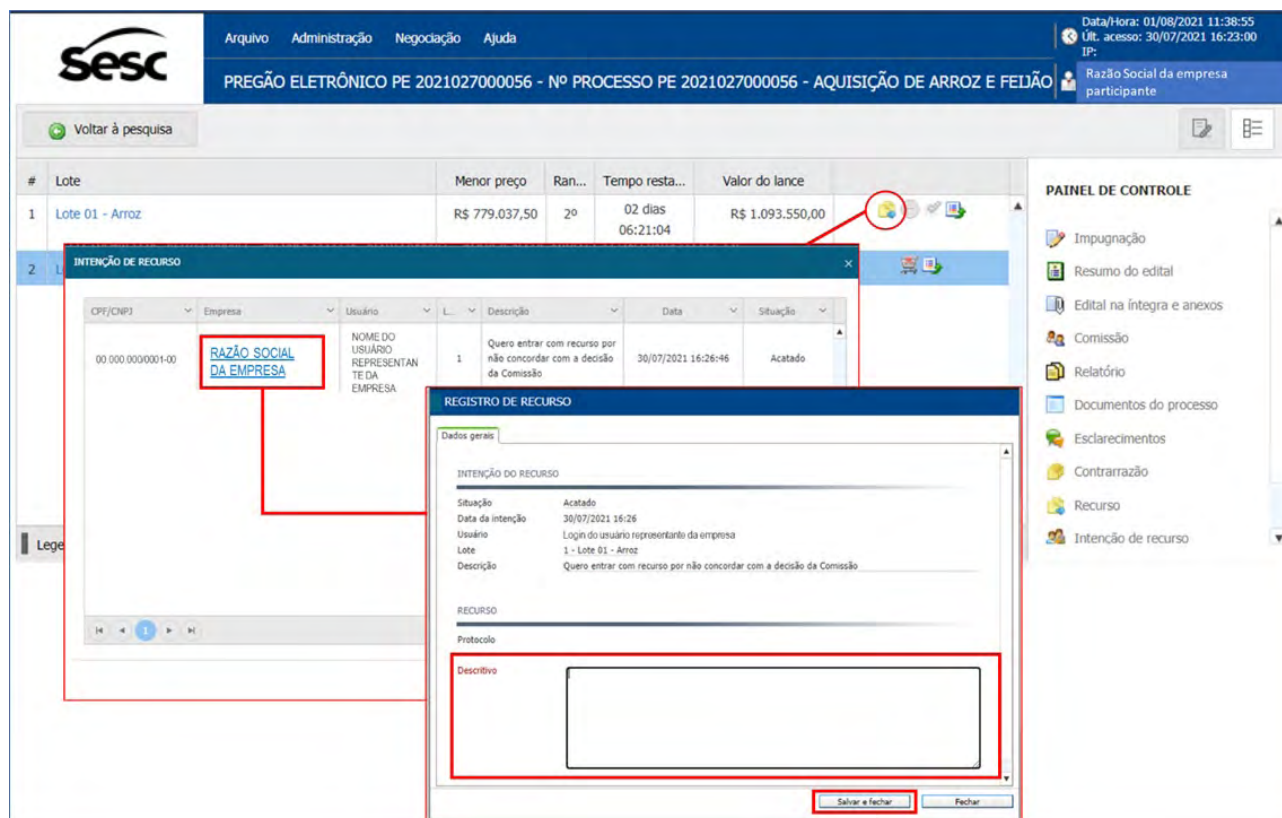 Sesc
Arquivo Administração Negociação Ajuda
Data/Hora: 01/08/2021 11:38:55
Últ. acesso: 30/07/2021 16:23:00
IP:
PREGÃO ELETRÔNICO PE 2021027000056 - Nº PROCESSO PE 2021027000056 - AQUISIÇÃO DE ARROZ E FEIJÃO
Razão Social da empresa
participante
Voltar à pesquisa
# Lote Menor preço Ran... Tempo resta... Valor do lance
1 Lote 01 - Arroz R$ 779.037,50 2º 02 dias 06:21:04 R$ 1.093.550,00
2 L
INTENÇÃO DE RECURSO ×
CPF/CNPJ Empresa Usuário L... Descrição Data Situação
00.000.000/0001-00
RAZÃO SOCIAL
DA EMPRESA
NOME DO
USUÁRIO
REPRESENTAN
TE DA
EMPRESA
1
Quero entrar com recurso por
não concordar com a decisão
da Comissão
30/07/2021 16:26:46
Acatado
1
Lege
REGISTRO DE RECURSO
Dados gerais
INTENÇÃO DO RECURSO
Situação Acatado
Data da intenção 30/07/2021 16:26
Usuário Login do usuário representante da empresa
Lote 1 - Lote 01 - Arroz
Descrição Quero entrar com recurso por não concordar com a decisão da Comissão
RECURSO
Protocolo
Descritivo
Salvar e fechar Fechar
PAINEL DE CONTROLE
Impugnação
Resumo do edital
Edital na íntegra e anexos
Comissão
Relatório
Documentos do processo
Esclarecimentos
Contrarrazão
Recurso
Intenção de recurso